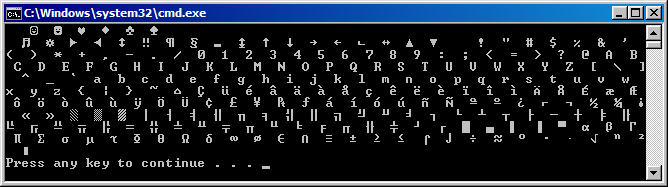 C:\Windows\system32\cmd.exe
☺ ☻ ♥ ♦ ♣ ♠
♫ ☼ ► ◄ ↕ ‼ ¶ § ▬ ↨ ↑ ↓ → ← ∟ ↔ ▲ ▼ ! " # $ % & '
( ) * + , - . / 0 1 2 3 4 5 6 7 8 9 : ; < = > ? @ A B
C D E F G H I J K L M N O P Q R S T U V W X Y Z [ \ ]
^ _ ` a b c d e f g h i j k l m n o p q r s t u v w
x y z { | } ~ ⌂ Ç ü é â ä à å ç ê ë è ï î ì Ä Å É æ Æ
ô ö ò û ù ÿ Ö Ü ¢ £ ¥ ₧ ƒ á í ó ú ñ Ñ ª º ¿ ⌐ ¬ ½ ¼ ¡
« » ░ ▒ ▓ │ ┤ ╡ ╢ ╖ ╕ ╣ ║ ╗ ╝ ╜ ╛ ┐ └ ┴ ┬ ├ ─ ┼ ╞ ╟
╚ ╔ ╩ ╦ ╠ ═ ╬ ╧ ╨ ╤ ╥ ╙ ╘ ╒ ╓ ╫ ╪ ┘ ┌ █ ▄ ▌ ▐ ▀ α ß Γ
π Σ σ µ τ Φ Θ Ω δ ∞ φ ε ∩ ≡ ± ≥ ≤ ⌠ ⌡ ÷ ≈ ° ∙ · √ ⁿ ²
■
Press any key to continue . . . _